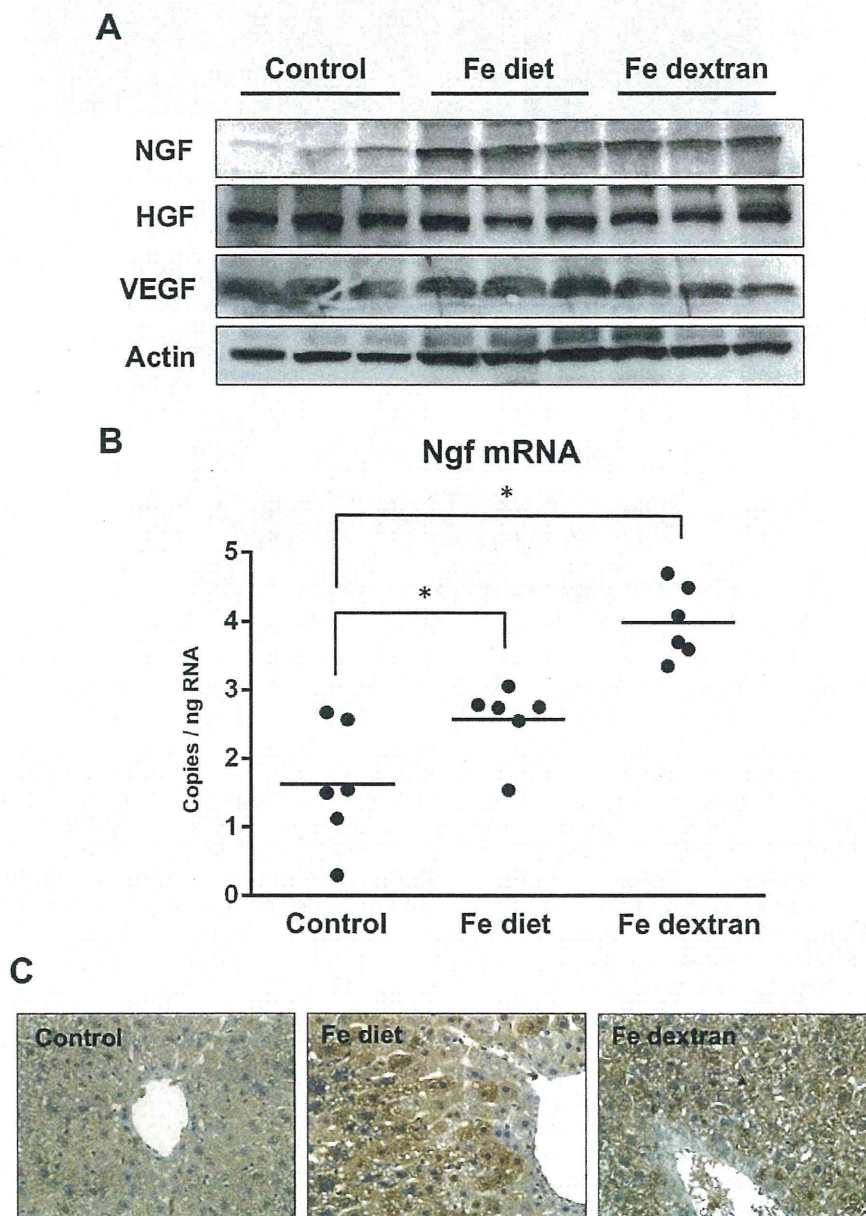 A
Control Fe diet Fe dextran
NGF
HGF
VEGF
Actin
B
Ngf mRNA
*
*
Copies / ng RNA
5
4
3
2
1
0
Control Fe diet Fe dextran
C
Control Fe diet Fe dextran